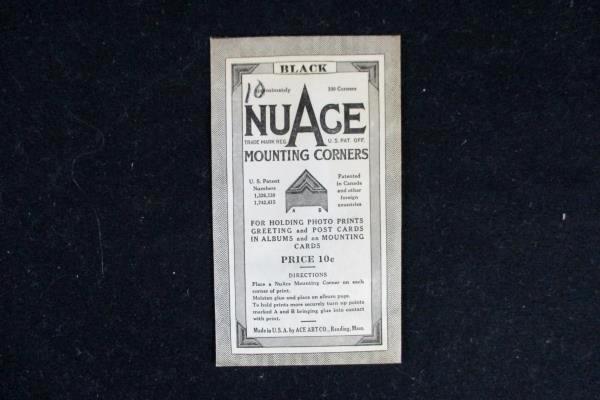 BLACK
10
Approximately 100 Corners
NUACE
TRADE MARK REG. U.S. PAT. OFF.
MOUNTING CORNERS
U. S. Patent
Numbers
1,742,615
Patented
in Canada
and other
foreign
countries
A B
FOR HOLDING PHOTO PRINTS
GREETING and POST CARDS
IN ALBUMS and on MOUNTING
CARDS
PRICE 10c
DIRECTIONS
Place a NuAce Mounting Corner on each
corner of print.
Moisten glue and place on album page.
To hold prints more securely turn up points
marked A and B bringing glue into contact
with print.
Made in U.S.A. by ACE ART CO., Reading, Mass.